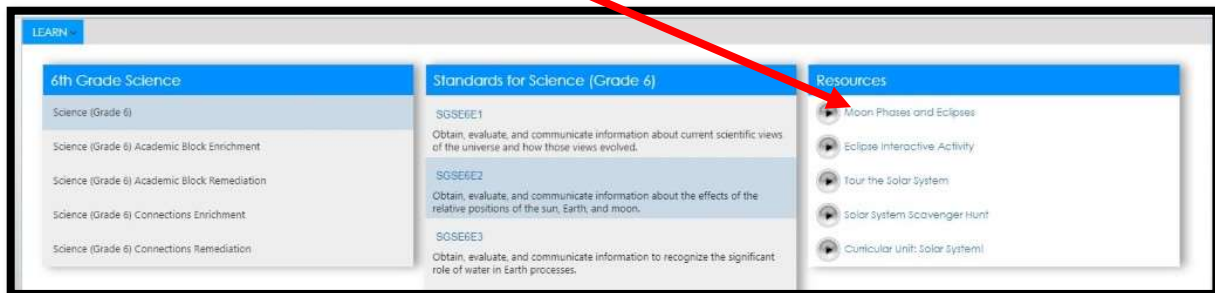 LEARN
6th Grade Science
Science (Grade 6)
Science (Grade 6) Academic Block Enrichment
Science (Grade 6) Academic Block Remediation
Science (Grade 6) Connections Enrichment
Science (Grade 6) Connections Remediation
Standards for Science (Grade 6)
SGSE6E1
Obtain, evaluate, and communicate information about current scientific views
of the universe and how those views evolved.
SGSE6E2
Obtain, evaluate, and communicate information about the effects of the
relative positions of the sun, Earth, and moon.
SGSE6E3
Obtain, evaluate, and communicate information to recognize the significant
role of water in Earth processes.
Resources
Moon Phases and Eclipses
Eclipse Interactive Activity
Tour the Solar System
Solar System Scavenger Hunt
Curricular Unit: Solar System!